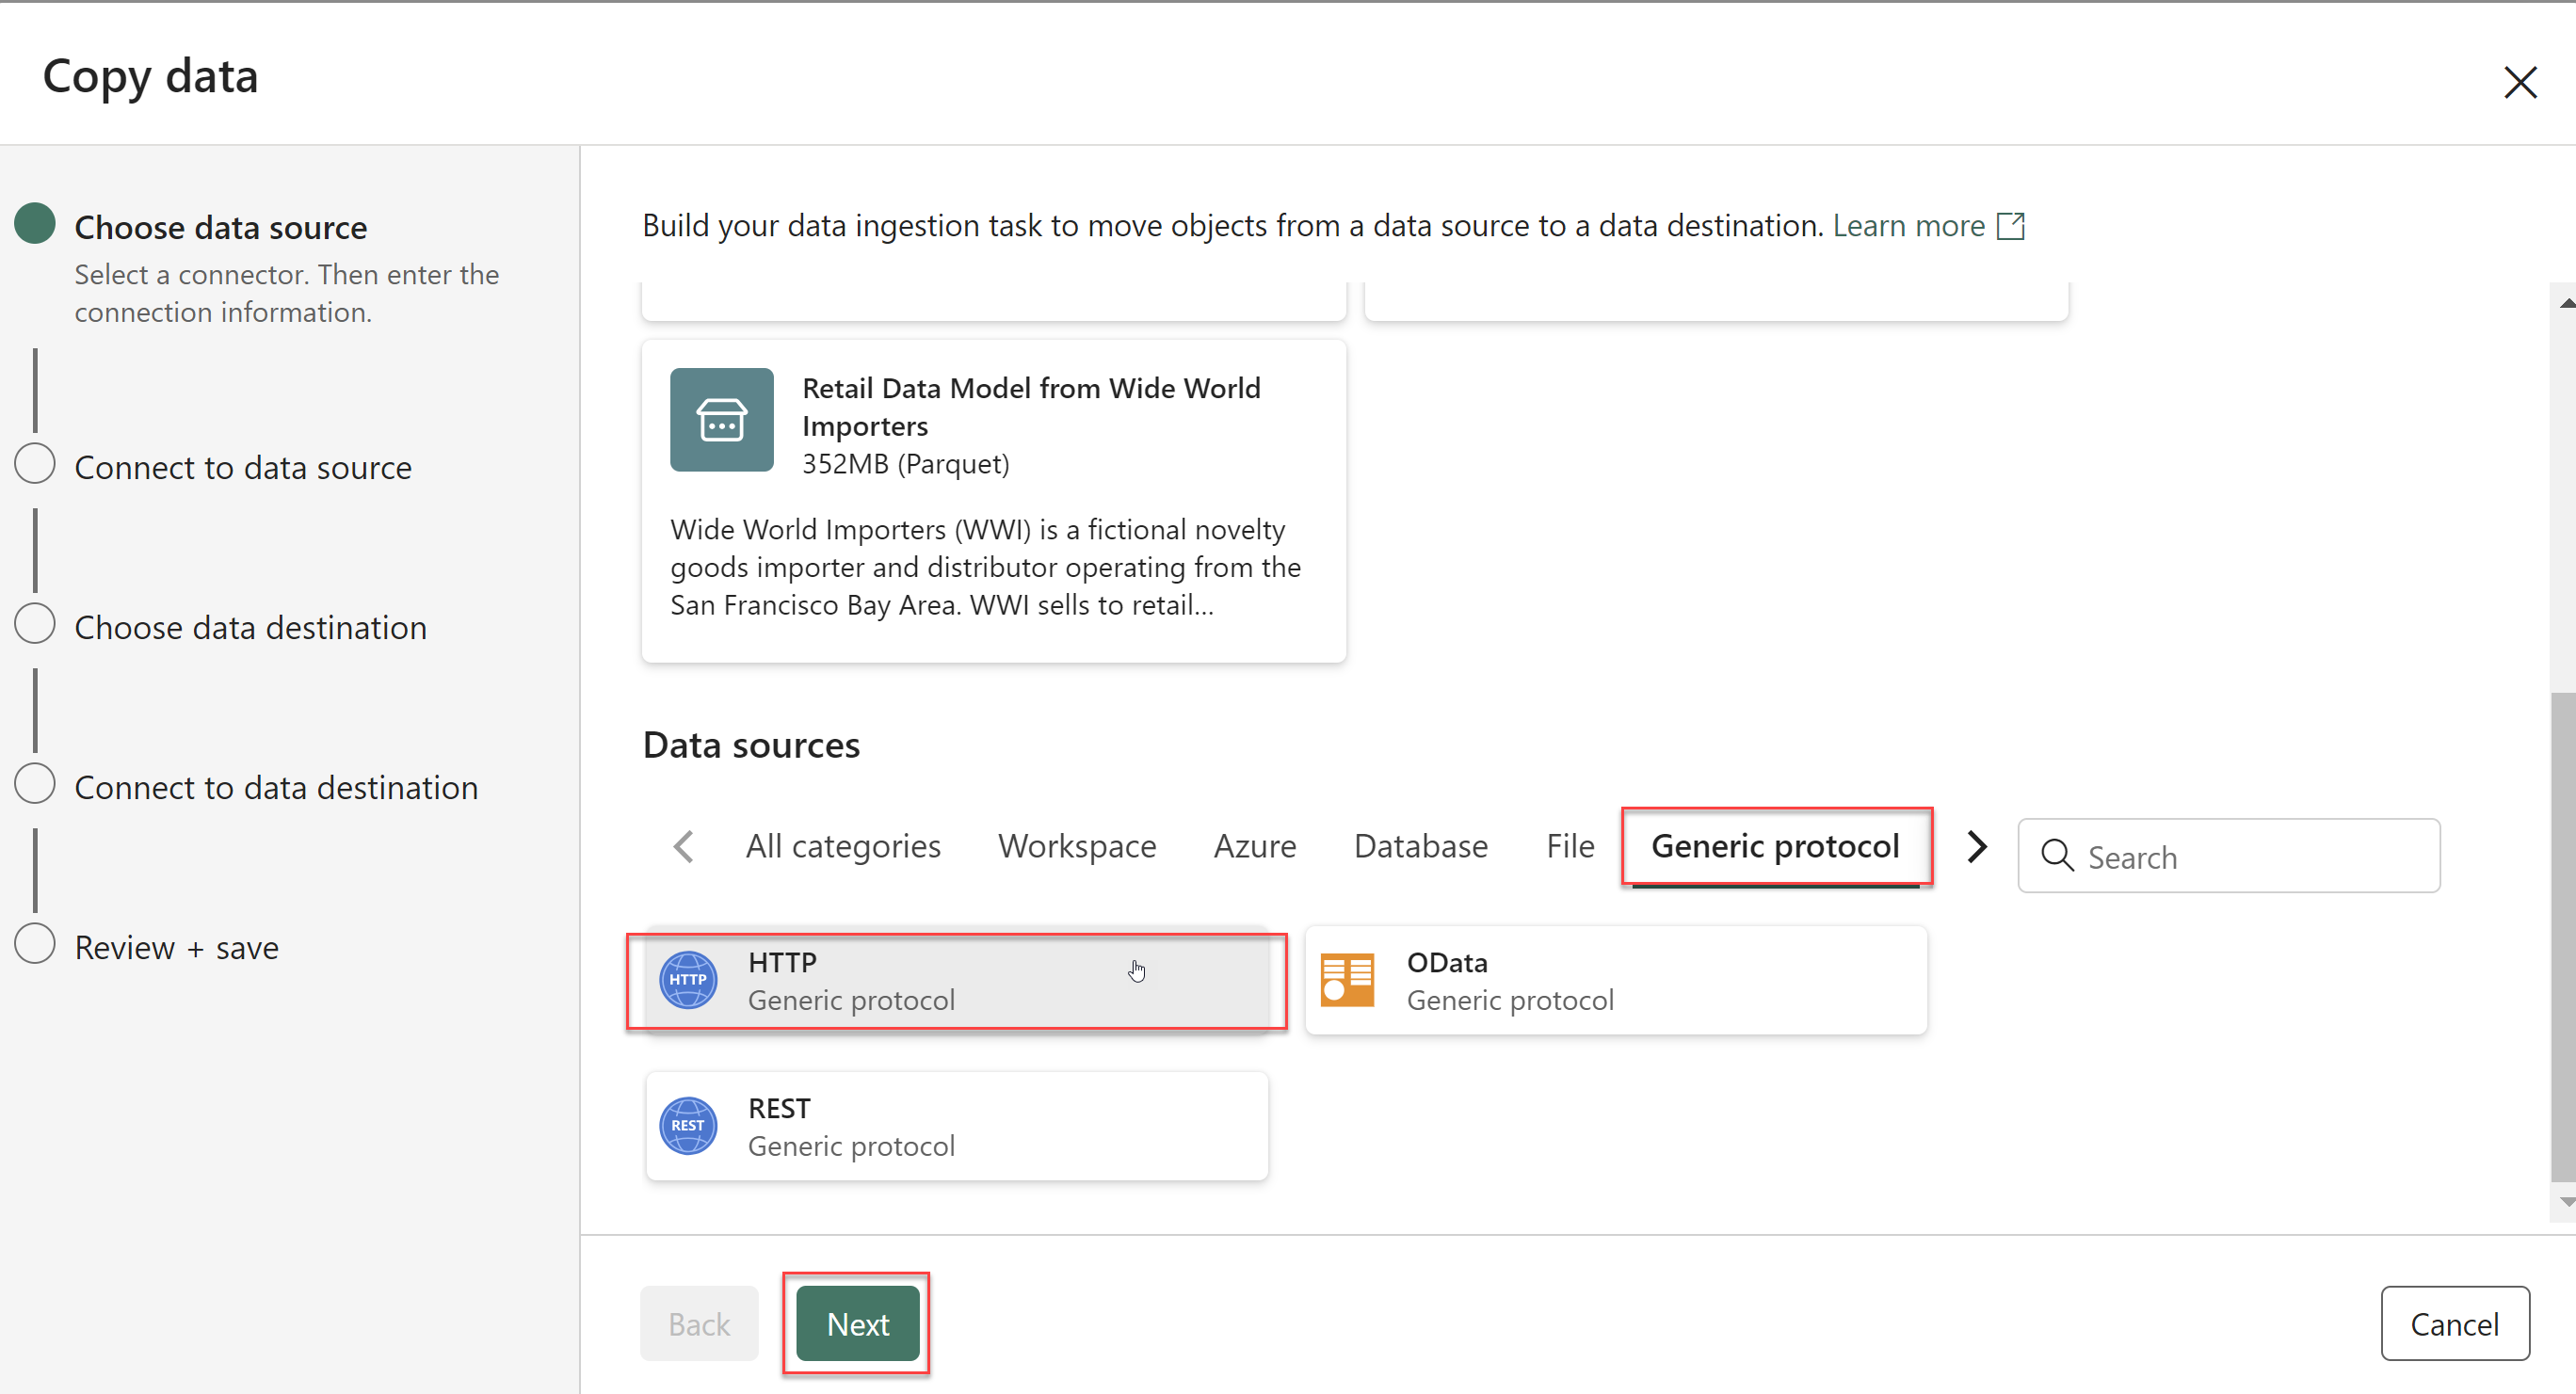 Copy data
Choose data source
Select a connector. Then enter the
connection information.
Connect to data source
Choose data destination
Connect to data destination
Review + save
Build your data ingestion task to move objects from a data source to a data destination. Learn more
Retail Data Model from Wide World
Importers
352MB (Parquet)
Wide World Importers (WWI) is a fictional novelty
goods importer and distributor operating from the
San Francisco Bay Area. WWI sells to retail...
Data sources
All categories Workspace Azure Database File Generic protocol Search
HTTP
HTTP
Generic protocol
OData
Generic protocol
REST
REST
Generic protocol
Back Next Cancel